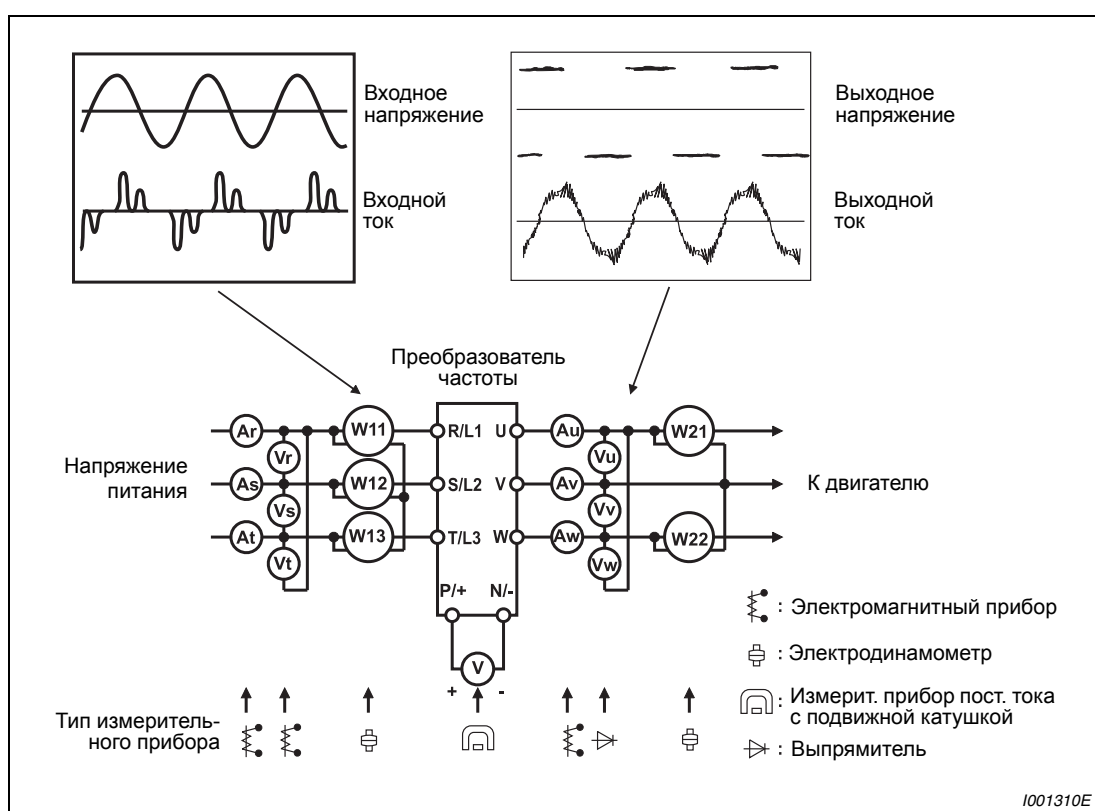 Входное
напряжение
Входной
ток
Выходное
напряжение
Выходной
ток
Преобразователь
частоты
Напряжение
питания
Ar
Vr
As
Vs
At
Vt
W11
W12
W13
R/L1
S/L2
T/L3
U
V
W
P/+
N/-
V
+
-
Au
Vu
Av
Vv
Aw
Vw
W21
W22
К двигателю
Тип измеритель-
ного прибора
: Электромагнитный прибор
: Электродинамометр
: Измерит. прибор пост. тока
с подвижной катушкой
: Выпрямитель
I001310E